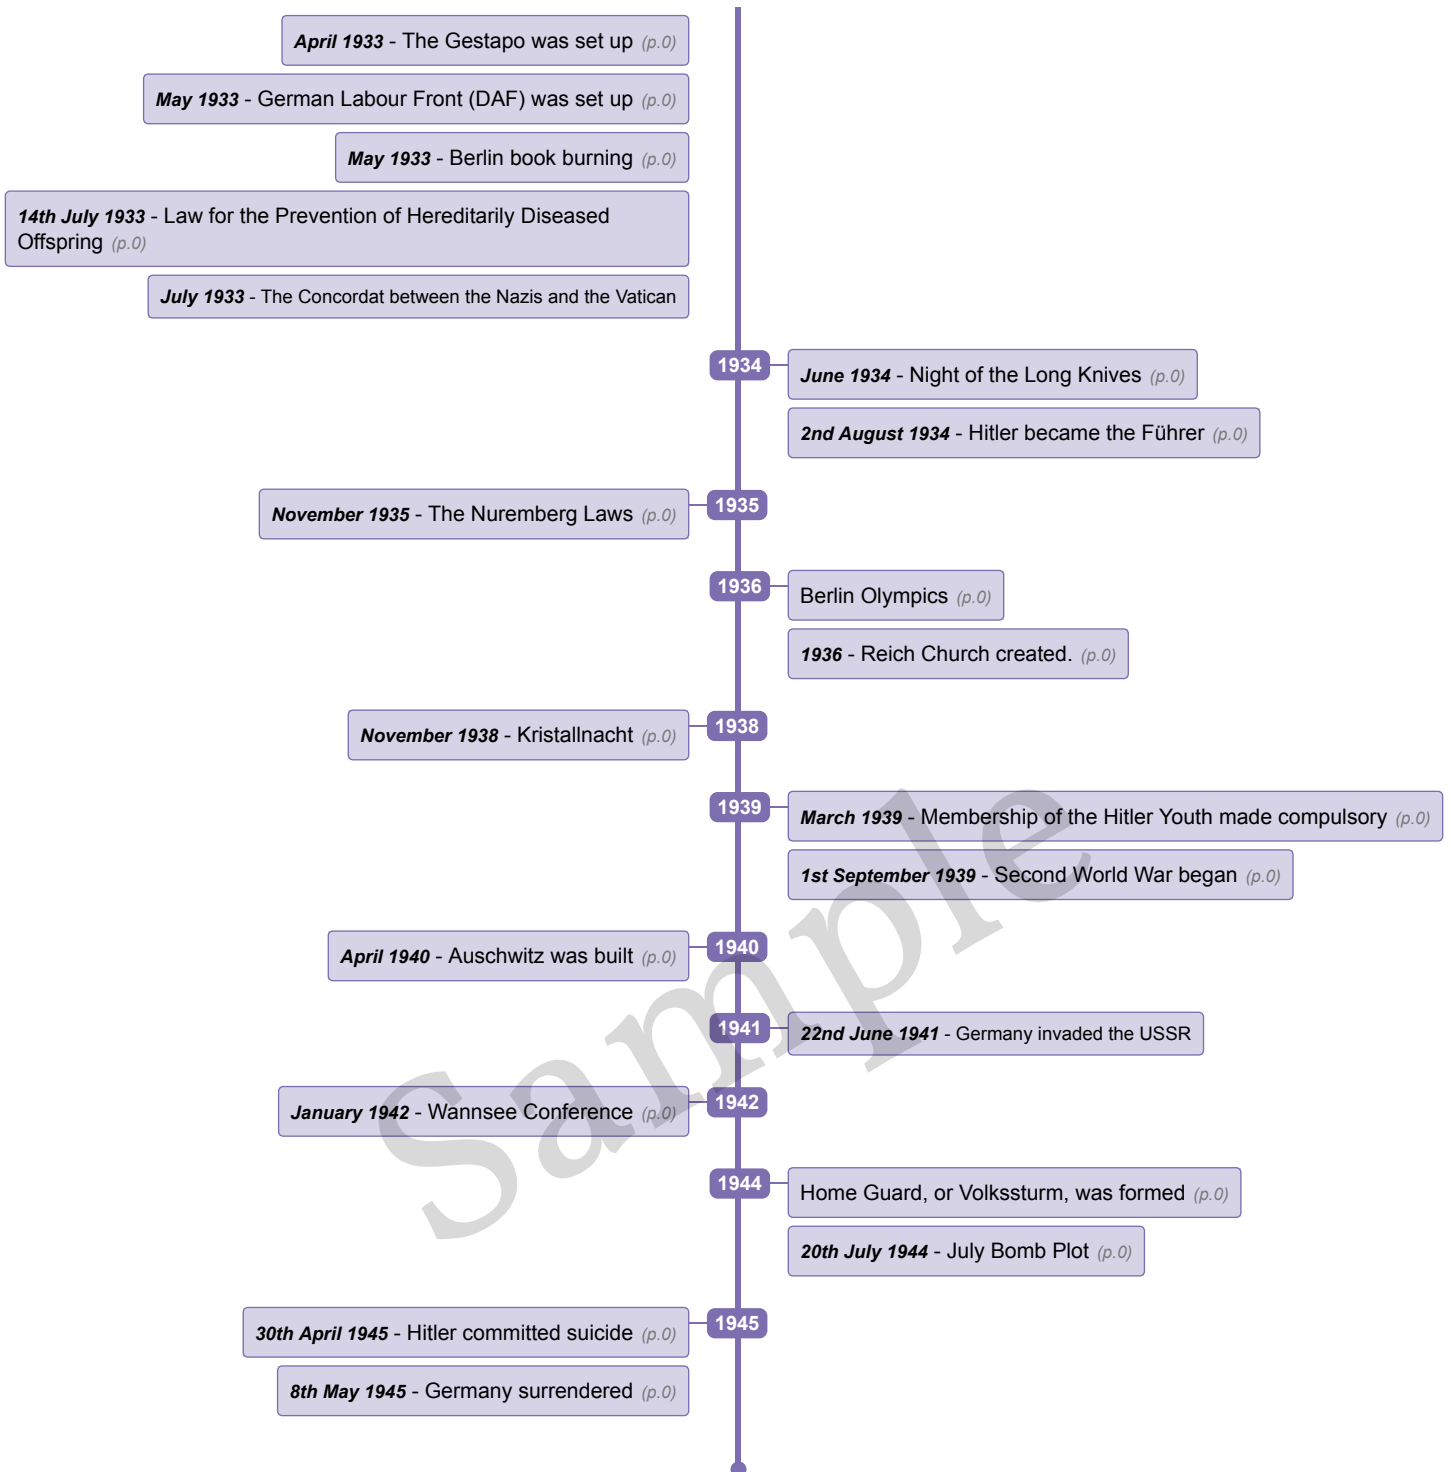 April 1933 - The Gestapo was set up (p.0)
May 1933 - German Labour Front (DAF) was set up (p.0)
May 1933 - Berlin book burning (p.0)
14th July 1933 - Law for the Prevention of Hereditarily Diseased
Offspring (p.0)
July 1933 - The Concordat between the Nazis and the Vatican
1934
June 1934 - Night of the Long Knives (p.0)
2nd August 1934 - Hitler became the Führer (p.0)
November 1935 - The Nuremberg Laws (p.0)
1935
1936
Berlin Olympics (p.0)
1936 - Reich Church created. (p.0)
November 1938 - Kristallnacht (p.0)
1938
1939
March 1939 - Membership of the Hitler Youth made compulsory (p.0)
1st September 1939 - Second World War began (p.0)
April 1940 - Auschwitz was built (p.0)
1940
1941
22nd June 1941 - Germany invaded the USSR
January 1942 - Wannsee Conference (p.0)
1942
1944
Home Guard, or Volkssturm, was formed (p.0)
20th July 1944 - July Bomb Plot (p.0)
30th April 1945 - Hitler committed suicide (p.0)
1945
8th May 1945 - Germany surrendered (p.0)
Sample